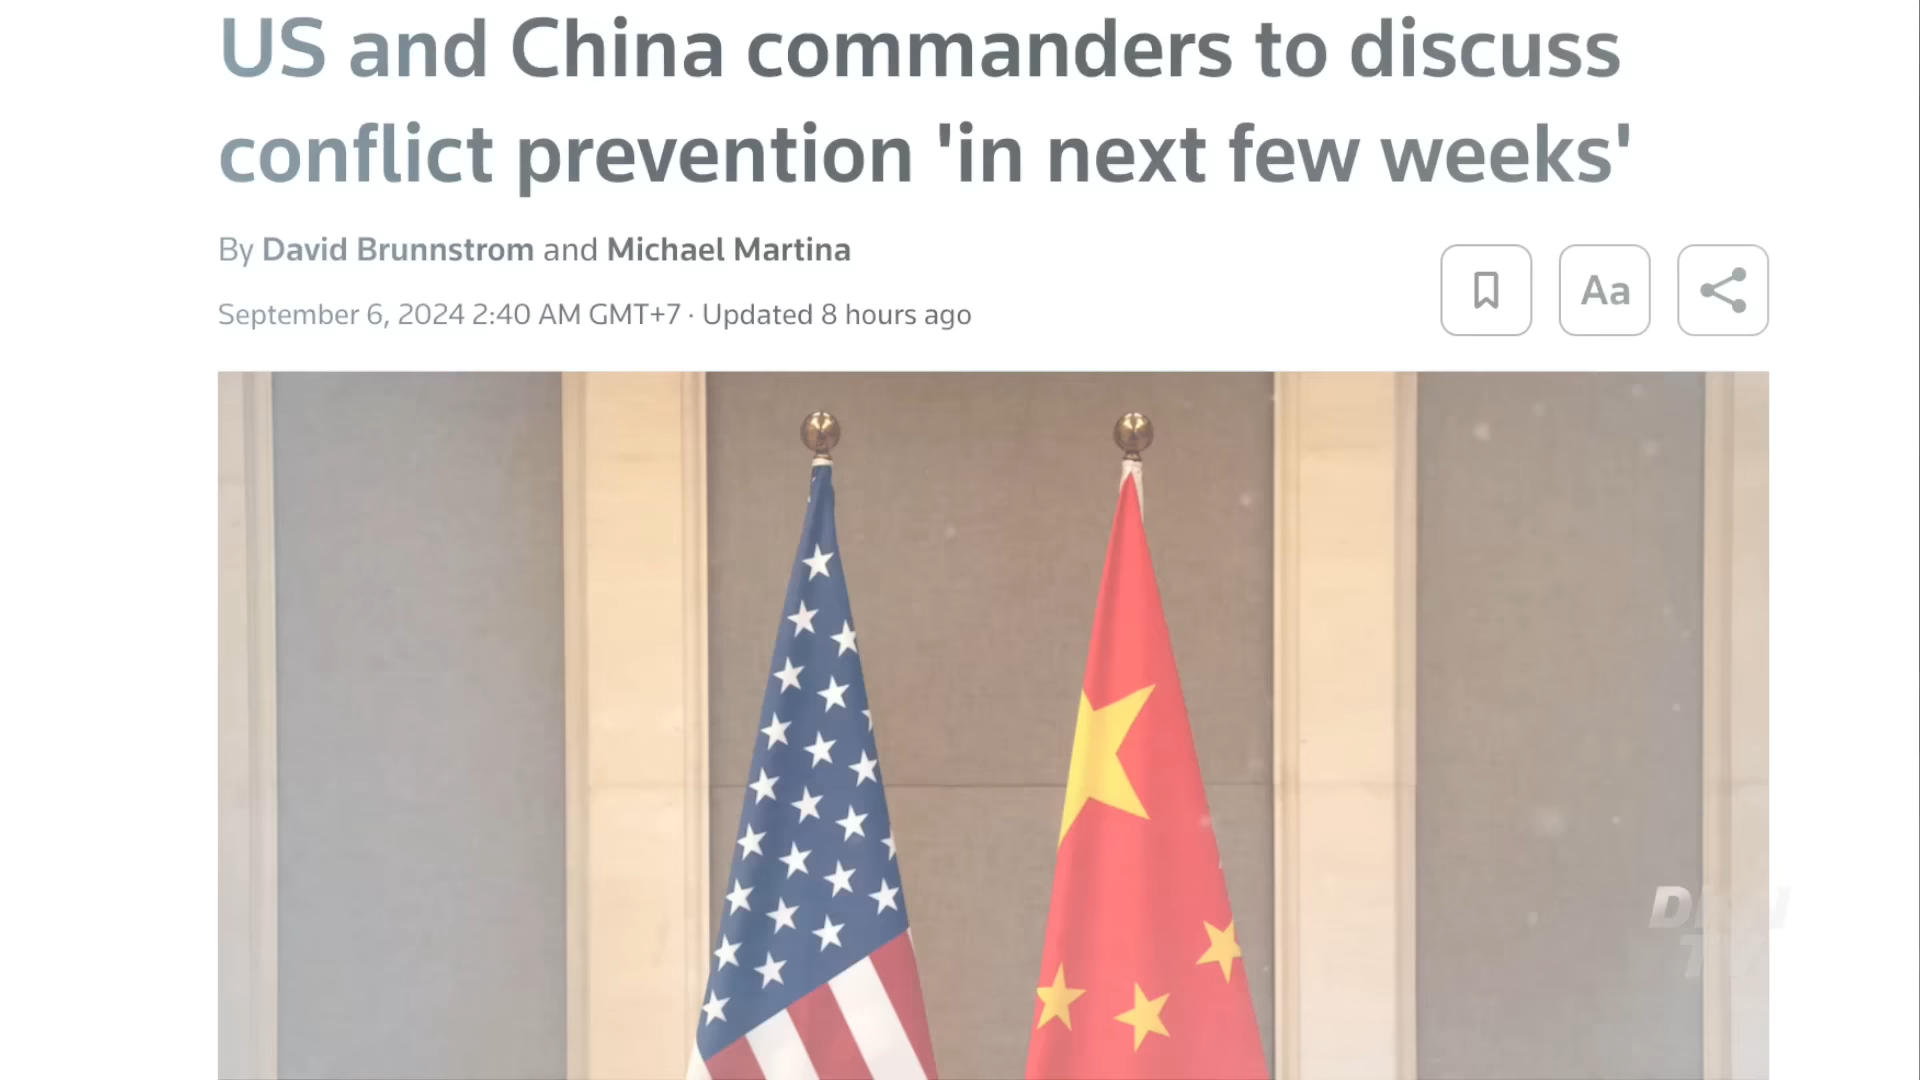 US and China commanders to discuss
conflict prevention 'in next few weeks'
By David Brunnstrom and Michael Martina
September 6, 2024 2:40 AM GMT+7 · Updated 8 hours ago
Aa
TV